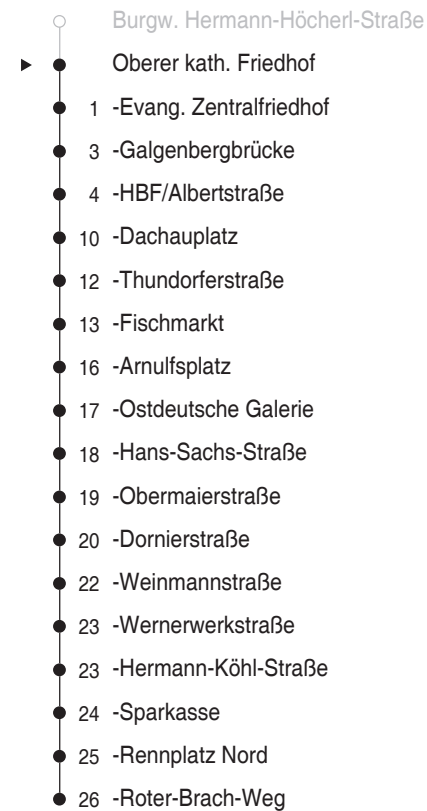 Burgw. Hermann-Höcherl-Straße
Oberer kath. Friedhof
1 -Evang. Zentralfriedhof
3 -Galgenbergbrücke
4 -HBF/Albertstraße
10 -Dachauplatz
12 -Thundorferstraße
13 -Fischmarkt
16 -Arnulfsplatz
17 -Ostdeutsche Galerie
18 -Hans-Sachs-Straße
19 -Obermaierstraße
20 -Dornierstraße
22 -Weinmannstraße
23 -Wernerwerkstraße
23 -Hermann-Köhl-Straße
24 -Sparkasse
25 -Rennplatz Nord
26 -Roter-Brach-Weg